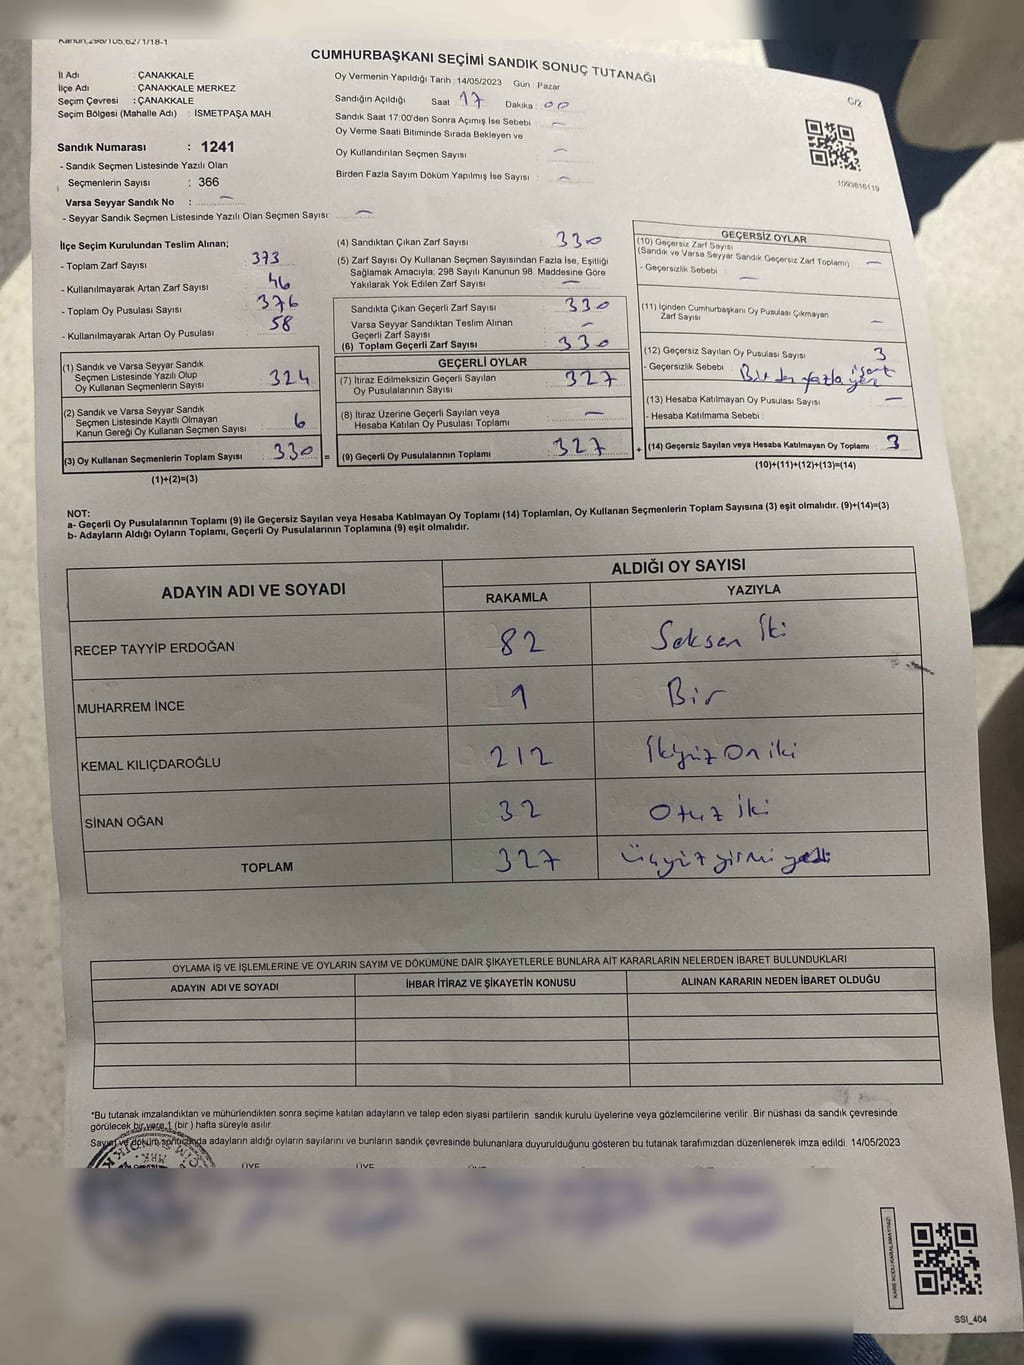 Kanun,298/105,6271/18-1
CUMHURBAŞKANI SEÇİMİ SANDIK SONUÇ TUTANAĞI
C/2
İl Adı : ÇANAKKALE
İlçe Adı : ÇANAKKALE MERKEZ
Seçim Çevresi : ÇANAKKALE
Seçim Bölgesi (Mahalle Adı) : İSMETPAŞA MAH
Oy Vermenin Yapıldığı Tarih : 14/05/2023 Gün : Pazar
Sandığın Açıldığı Saat 17 Dakika : 00
Sandık Saat 17:00'den Sonra Açımış İse Sebebi : —
Oy Verme Saati Bitiminde Sırada Bekleyen ve
Oy Kullandırılan Seçmen Sayısı : —
Birden Fazla Sayım Döküm Yapılmış İse Sayısı : —
1093816119
Sandık Numarası : 1241
- Sandık Seçmen Listesinde Yazılı Olan
Seçmenlerin Sayısı : 366
Varsa Seyyar Sandık No : —
- Seyyar Sandık Seçmen Listesinde Yazılı Olan Seçmen Sayısı : —
İlçe Seçim Kurulundan Teslim Alınan;
- Toplam Zarf Sayısı : 373
- Kullanılmayarak Artan Zarf Sayısı : 46
- Toplam Oy Pusulası Sayısı : 376
- Kullanılmayarak Artan Oy Pusulası : 58
(1) Sandık ve Varsa Seyyar Sandık
Seçmen Listesinde Yazılı Olup
Oy Kullanan Seçmenlerin Sayısı : 324
(2) Sandık ve Varsa Seyyar Sandık
Seçmen Listesinde Kayıtlı Olmayan
Kanun Gereği Oy Kullanan Seçmen Sayısı : 6
(3) Oy Kullanan Seçmenlerin Toplam Sayısı : 330 =
(1)+(2)=(3)
(4) Sandıktan Çıkan Zarf Sayısı : 330
(5) Zarf Sayısı Oy Kullanan Seçmen Sayısından Fazla İse, Eşitliği
Sağlamak Amacıyla; 298 Sayılı Kanunun 98. Maddesine Göre
Yakılarak Yok Edilen Zarf Sayısı : —
Sandıkta Çıkan Geçerli Zarf Sayısı : 330
Varsa Seyyar Sandıktan Teslim Alınan
Geçerli Zarf Sayısı : —
(6) Toplam Geçerli Zarf Sayısı : 330
GEÇERLİ OYLAR
(7) İtiraz Edilmeksizin Geçerli Sayılan
Oy Pusulasının Sayısı : 327
(8) İtiraz Üzerine Geçerli Sayılan veya
Hesaba Katılan Oy Pusulası Toplamı : —
(9) Geçerli Oy Pusulalarının Toplamı : 327 +
GEÇERSİZ OYLAR
(10) Geçersiz Zarf Sayısı
(Sandık ve Varsa Seyyar Sandık Geçersiz Zarf Toplamı) : —
- Geçersizlik Sebebi : —
(11) İçinden Cumhurbaşkanı Oy Pusulası Çıkmayan
Zarf Sayısı : —
(12) Geçersiz Sayılan Oy Pusulası Sayısı : 3
- Geçersizlik Sebebi : Birden fazla yere işaret
(13) Hesaba Katılmayan Oy Pusulası Sayısı : —
- Hesaba Katılmama Sebebi :
(14) Geçersiz Sayılan veya Hesaba Katılmayan Oy Toplamı : 3
(10)+(11)+(12)+(13)=(14)
NOT:
a- Geçerli Oy Pusulalarının Toplamı (9) ile Geçersiz Sayılan veya Hesaba Katılmayan Oy Toplamı (14) Toplamları, Oy Kullanan Seçmenlerin Toplam Sayısına (3) eşit olmalıdır. (9)+(14)=(3)
b- Adayların Aldığı Oyların Toplamı, Geçerli Oy Pusulalarının Toplamına (9) eşit olmalıdır.
ADAYIN ADI VE SOYADI
ALDIĞI OY SAYISI
RAKAMLA YAZIYLA
RECEP TAYYİP ERDOĞAN 82 Seksen İki
MUHARREM İNCE 1 Bir
KEMAL KILIÇDAROĞLU 212 İkiyüz On iki
SİNAN OĞAN 32 Otuz iki
TOPLAM 327 Üçyüz yirmi yedi
OYLAMA İŞ VE İŞLEMLERİNE VE OYLARIN SAYIM VE DÖKÜMÜNE DAİR ŞİKAYETLERLE BUNLARA AİT KARARLARIN NELERDEN İBARET BULUNDUKLARI
ADAYIN ADI VE SOYADI İHBAR İTİRAZ VE ŞİKAYETİN KONUSU ALINAN KARARIN NEDEN İBARET OLDUĞU
*Bu tutanak imzalandıktan ve mühürlendikten sonra seçime katılan adayların ve talep eden siyasi partilerin sandık kurulu üyelerine veya gözlemcilerine verilir. Bir nüshası da sandık çevresinde
görülecek bir yere 1 (bir) hafta süreyle asılır.
Sayım ve döküm sonucunda adayların aldığı oyların sayılarını ve bunların sandık çevresinde bulunanlara duyurulduğunu gösteren bu tutanak tarafımızdan düzenlenerek imza edildi. 14/05/2023
ÜYE ÜYE
KARE KODU KARALAMAYINIZ!
SSI_404